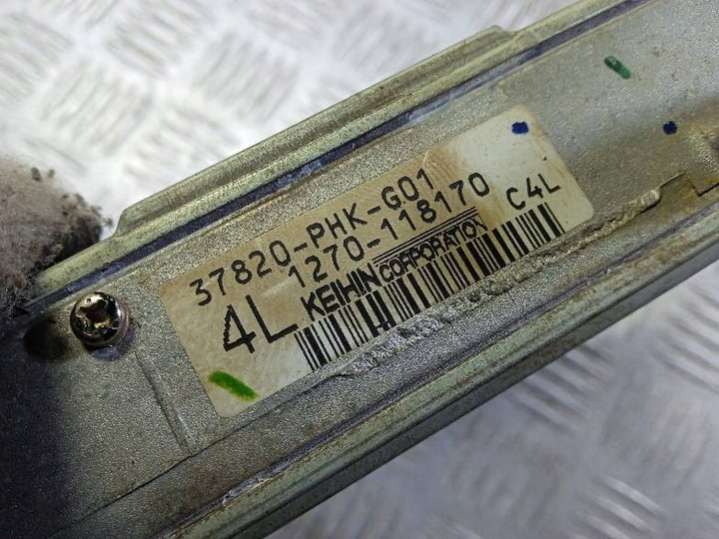 37820-PHK-G01
1270-118170
4L KEIHIN CORPORATION C4L